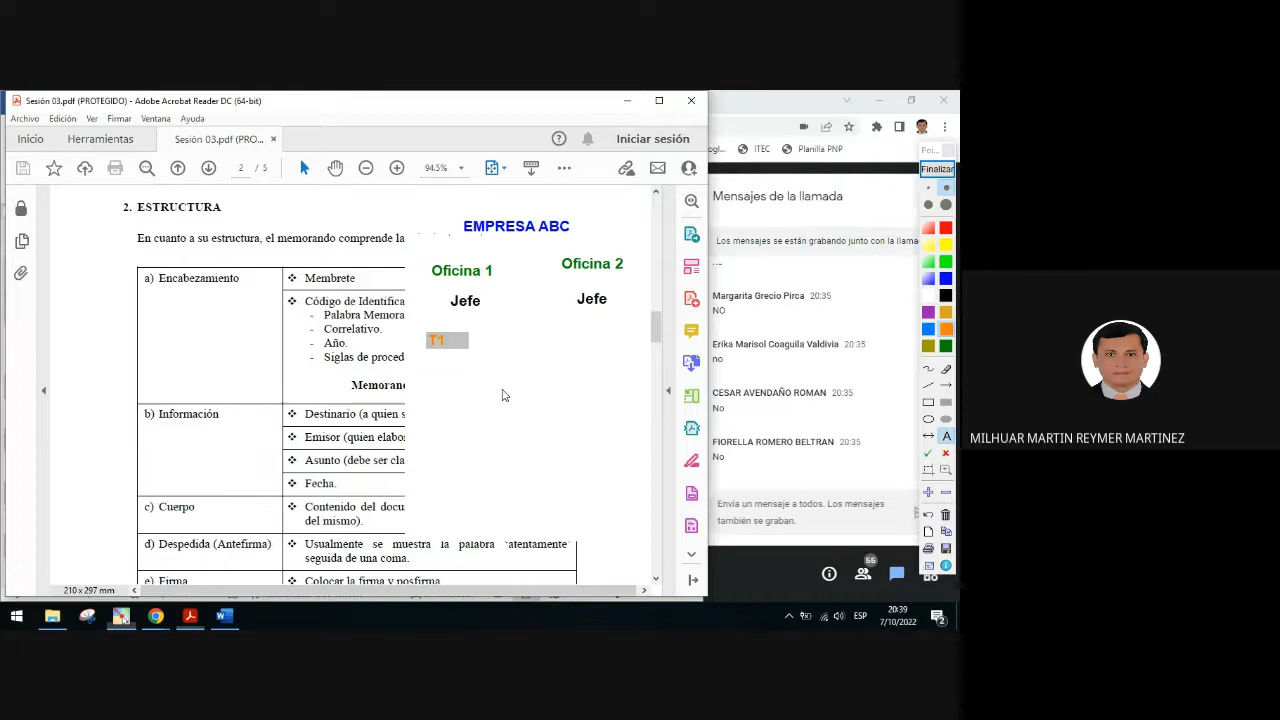 Sesión 03.pdf (PROTEGIDO) - Adobe Acrobat Reader DC (64-bit)
Archivo Edición Ver Firmar Ventana Ayuda
Inicio Herramientas Sesión 03.pdf (PRO... × Iniciar sesión
2 / 5 94.5%
2. ESTRUCTURA
En cuanto a su estructura, el memorando comprende la
EMPRESA ABC
Oficina 1 Oficina 2
Jefe Jefe
T1
a) Encabezamiento
Membrete
Código de Identifica
- Palabra Memora
- Correlativo.
- Año.
- Siglas de proced
Memoran
b) Información
Destinario (a quien s
Emisor (quien elabo
Asunto (debe ser cla
Fecha.
c) Cuerpo
Contenido del docu
del mismo).
d) Despedida (Antefirma)
Usualmente se muestra la palabra atentamente
seguida de una coma.
e) Firma
Colocar la firma y posfirma
210 x 297 mm
ogl... ITEC Planilla PNP
Mensajes de la llamada
Los mensajes se están grabando junto con la llama
Margarita Grecio Pirca 20:35
NO
Erika Marisol Coaguila Valdivia 20:35
no
CESAR AVENDAÑO ROMAN 20:35
No
FIORELLA ROMERO BELTRAN 20:35
No
Envía un mensaje a todos. Los mensajes
también se graban.
55
Poi...
Finalizar
A
MILHUAR MARTIN REYMER MARTINEZ
ESP
20:39
7/10/2022
2